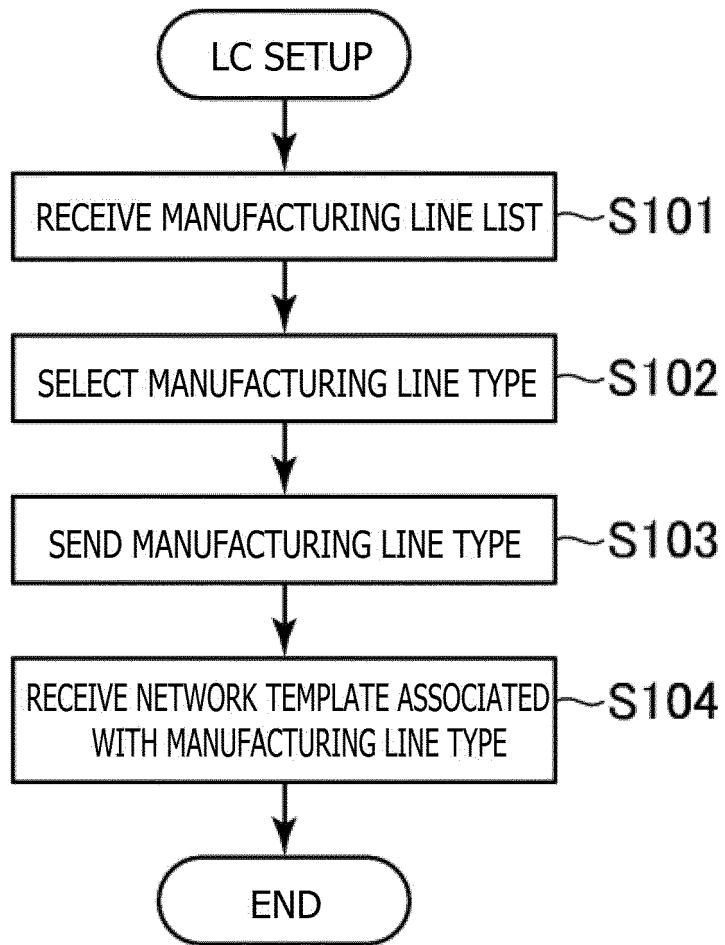 LC SETUP
RECEIVE MANUFACTURING LINE LIST
S101
SELECT MANUFACTURING LINE TYPE
S102
SEND MANUFACTURING LINE TYPE
S103
RECEIVE NETWORK TEMPLATE ASSOCIATED
WITH MANUFACTURING LINE TYPE
S104
END